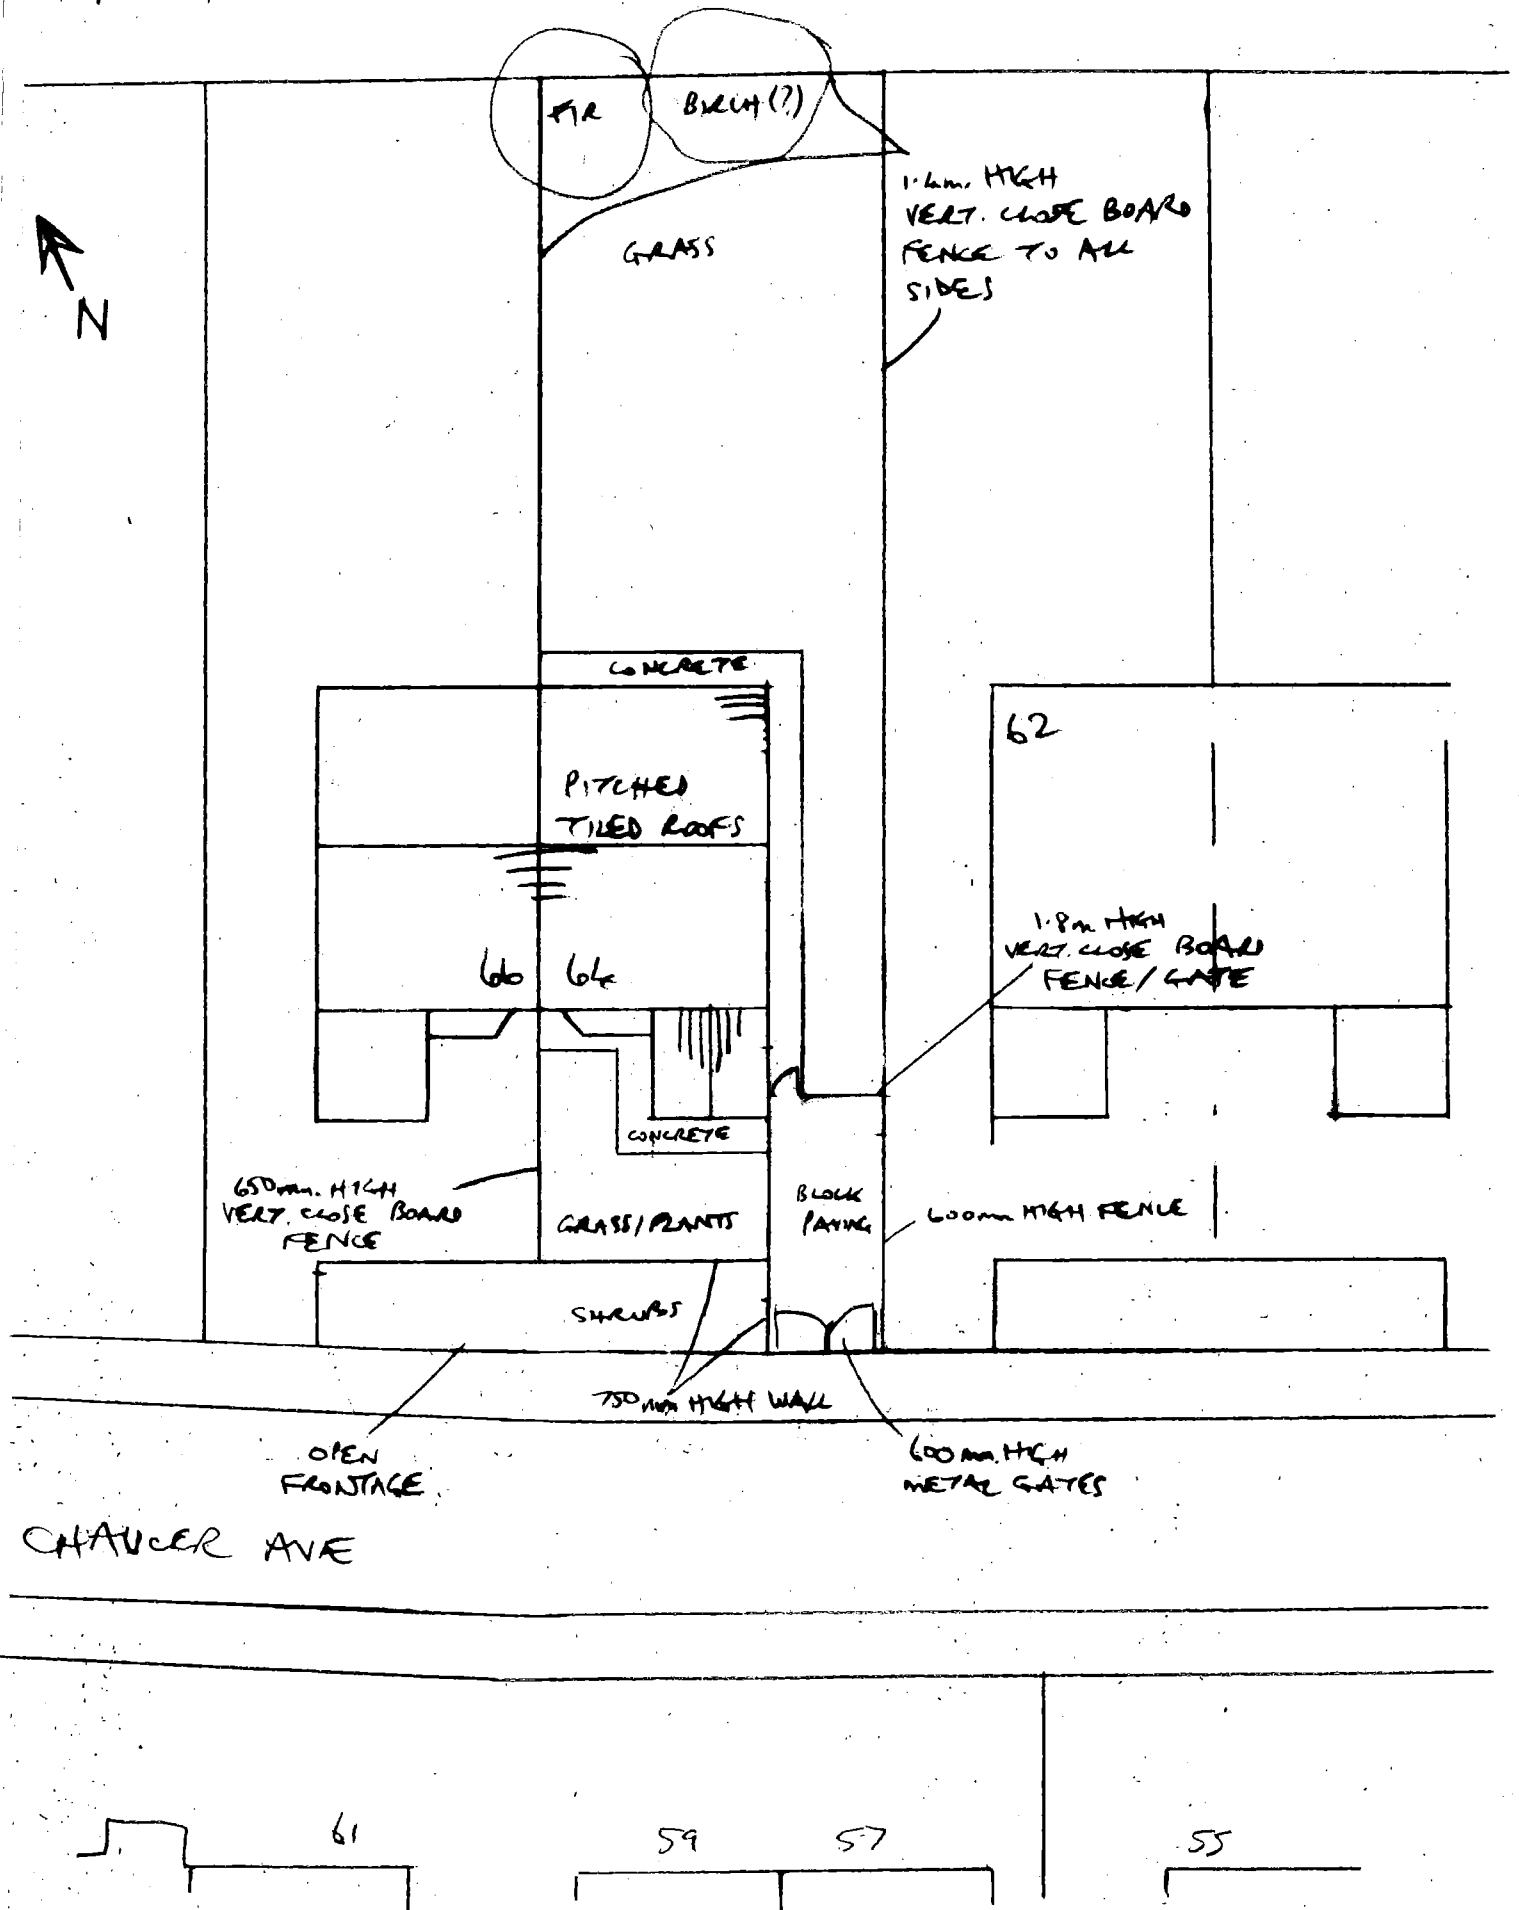 FIR
BIRCH (?)
1.4m. HIGH
VERT. CLOSE BOARD
FENCE TO ALL
SIDES
GRASS
N
CONCRETE
62
PITCHED
TILED ROOFS
1.8m HIGH
VERT. CLOSE BOARD
FENCE/GATE
66 64
CONCRETE
650mm. HIGH
VERT. CLOSE BOARD
FENCE
GRASS/PLANTS
BLOCK
PAVING
600mm HIGH FENCE
SHRUBS
750mm HIGH WALL
OPEN
FRONTAGE
600mm. HIGH
METAL GATES
CHAUCER AVE
61
59
57
55